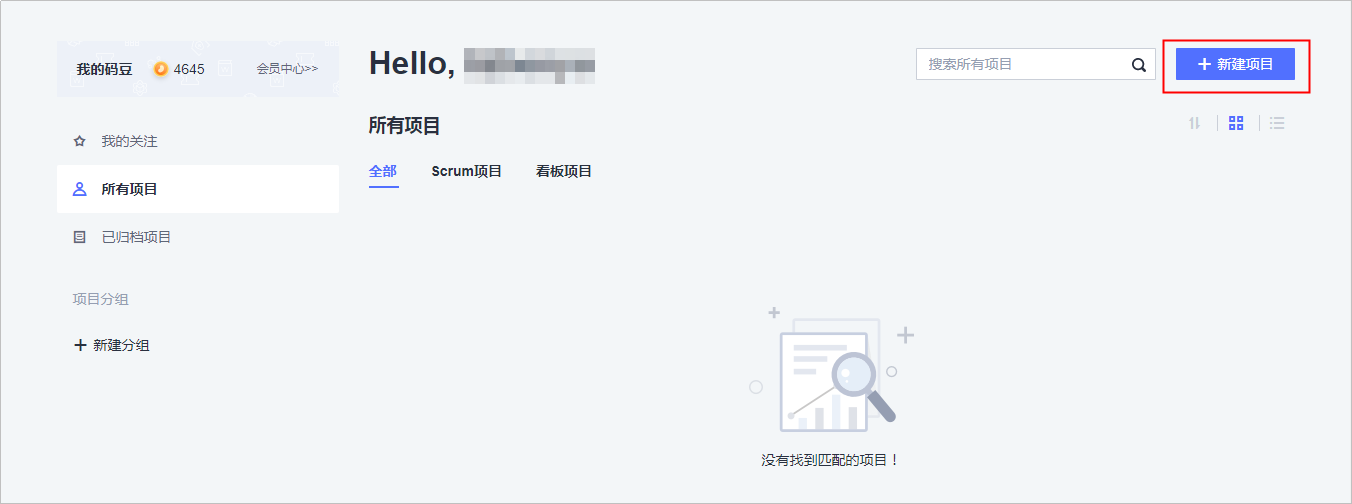 我的码豆 4645 会员中心>>
我的关注
所有项目
已归档项目
项目分组
新建分组
Hello,
搜索所有项目
新建项目
所有项目
全部 Scrum项目 看板项目
没有找到匹配的项目！